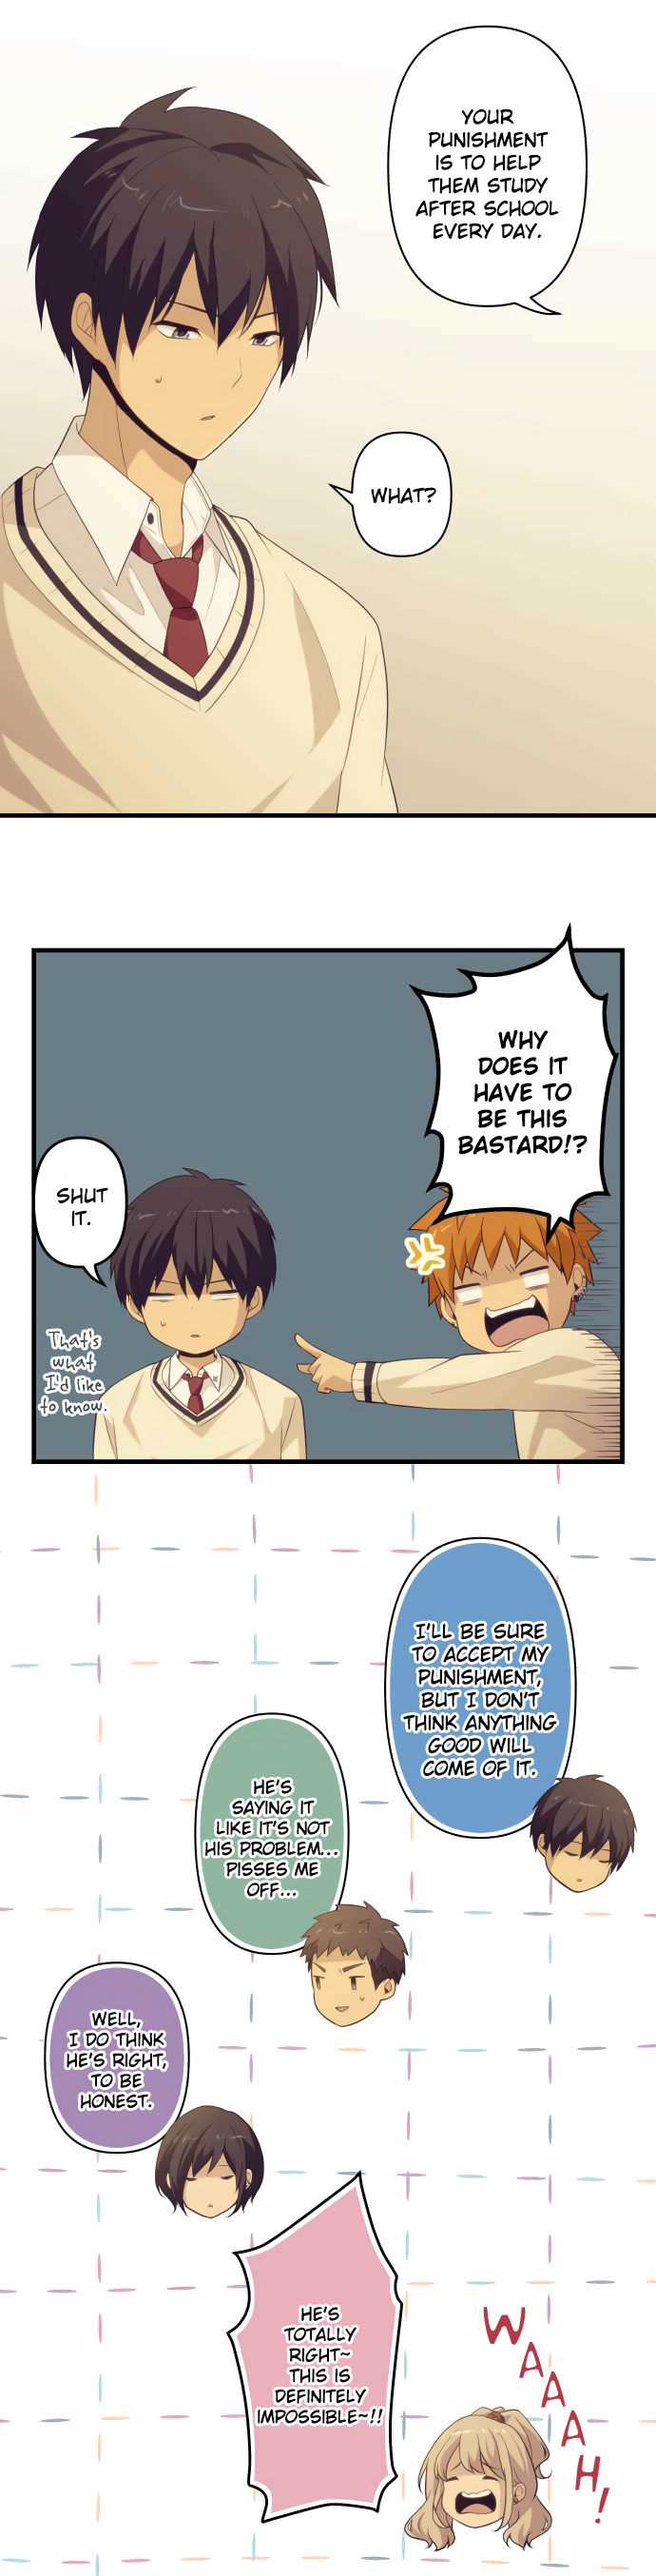 YOUR
PUNISHMENT
IS TO HELP
THEM STUDY
AFTER SCHOOL
EVERY DAY.
WHAT?
WHY
DOES IT
HAVE TO
BE THIS
BASTARD!?
SHUT
IT.
That's
what
I'd like
to know.
I'LL BE SURE
TO ACCEPT MY
PUNISHMENT,
BUT I DON'T
THINK ANYTHING
GOOD WILL
COME OF IT.
HE'S
SAYING IT
LIKE IT'S NOT
HIS PROBLEM...
PISSES ME
OFF...
WELL,
I DO THINK
HE'S RIGHT,
TO BE
HONEST.
HE'S
TOTALLY
RIGHT~
THIS IS
DEFINITELY
IMPOSSIBLE~!!
WAAAAH!